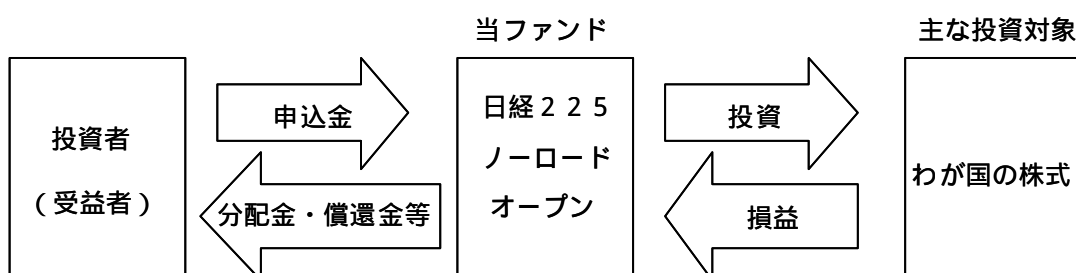 当ファンド
主な投資対象
投資者
（受益者）
申込金
分配金・償還金等
日経２２５
ノーロード
オープン
投資
損益
わが国の株式